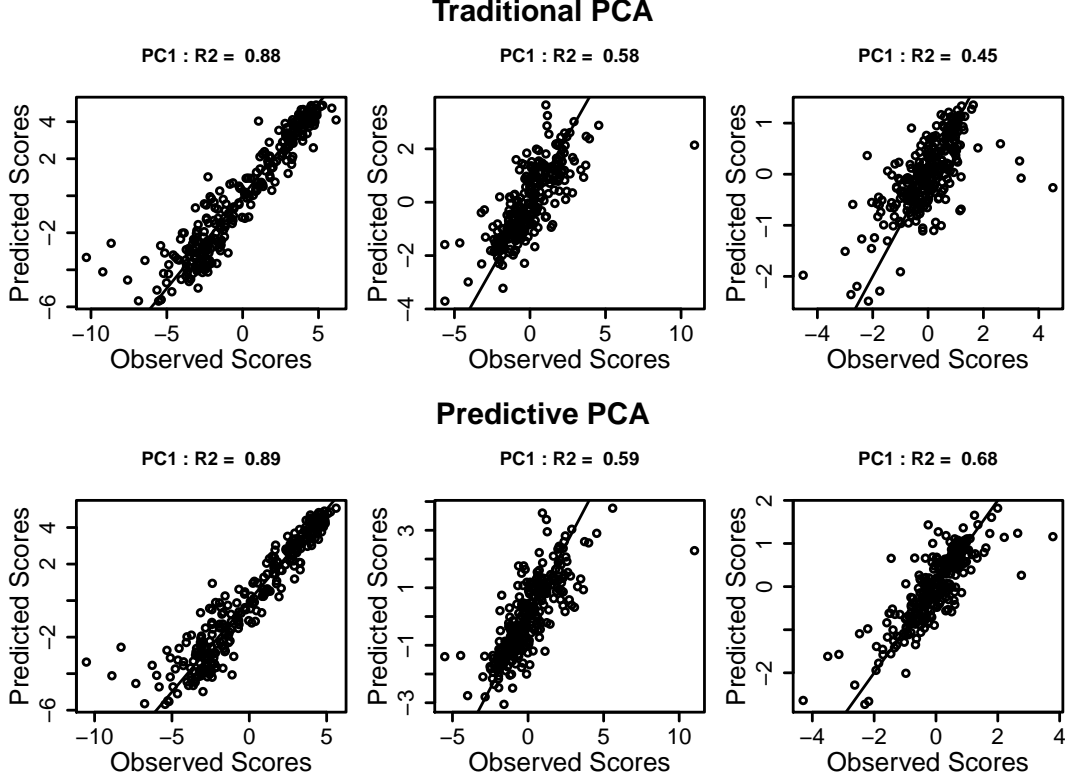 Traditional PCA
PC1 : R2 = 0.88
PC1 : R2 = 0.58
PC1 : R2 = 0.45
Predicted Scores
−6
−2
2
4
−10
−5
0
5
Observed Scores
Predicted Scores
−4
−2
0
2
−5
0
5
10
Observed Scores
Predicted Scores
−2
−1
0
1
−4
−2
0
2
4
Observed Scores
Predictive PCA
PC1 : R2 = 0.89
PC1 : R2 = 0.59
PC1 : R2 = 0.68
Predicted Scores
−6
−2
2
4
−10
−5
0
5
Observed Scores
Predicted Scores
−3
−1
1
3
−5
0
5
10
Observed Scores
Predicted Scores
−2
0
1
2
−4
−2
0
2
4
Observed Scores